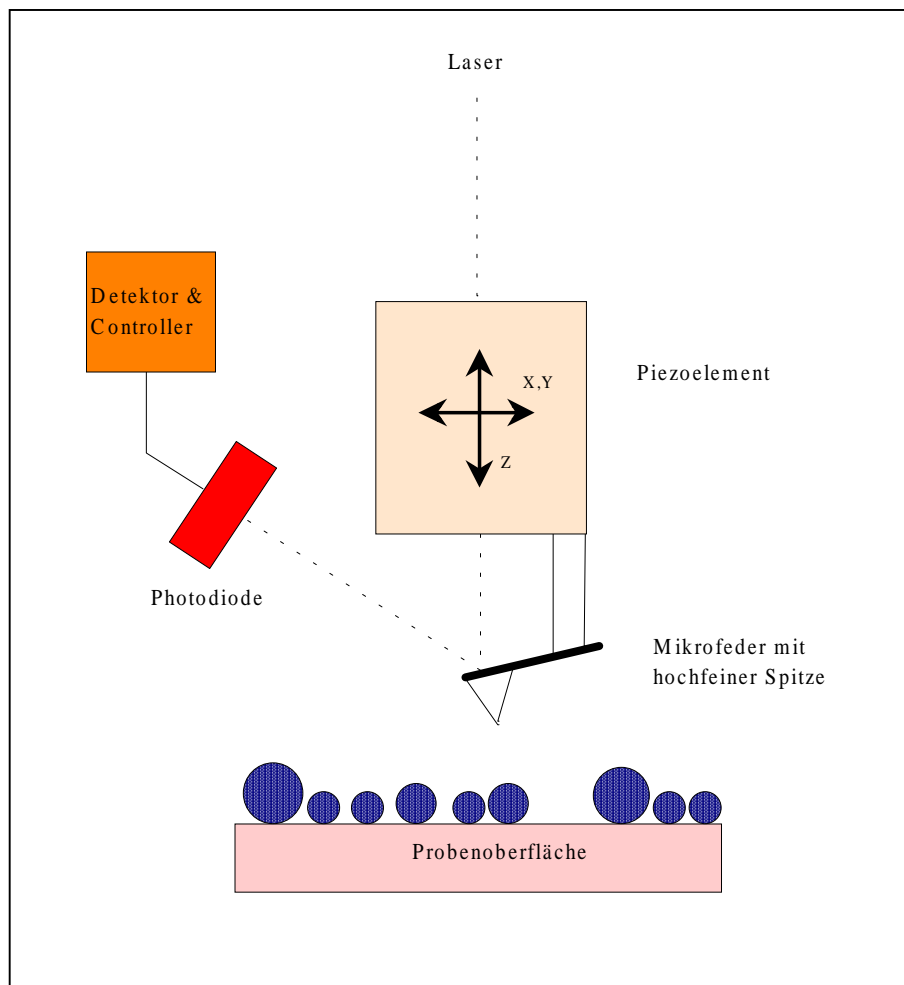 Laser
Detektor &
Controller
X,Y
Piezoelement
Z
Photodiode
Mikrofeder mit
hochfeiner Spitze
Probenoberfläche